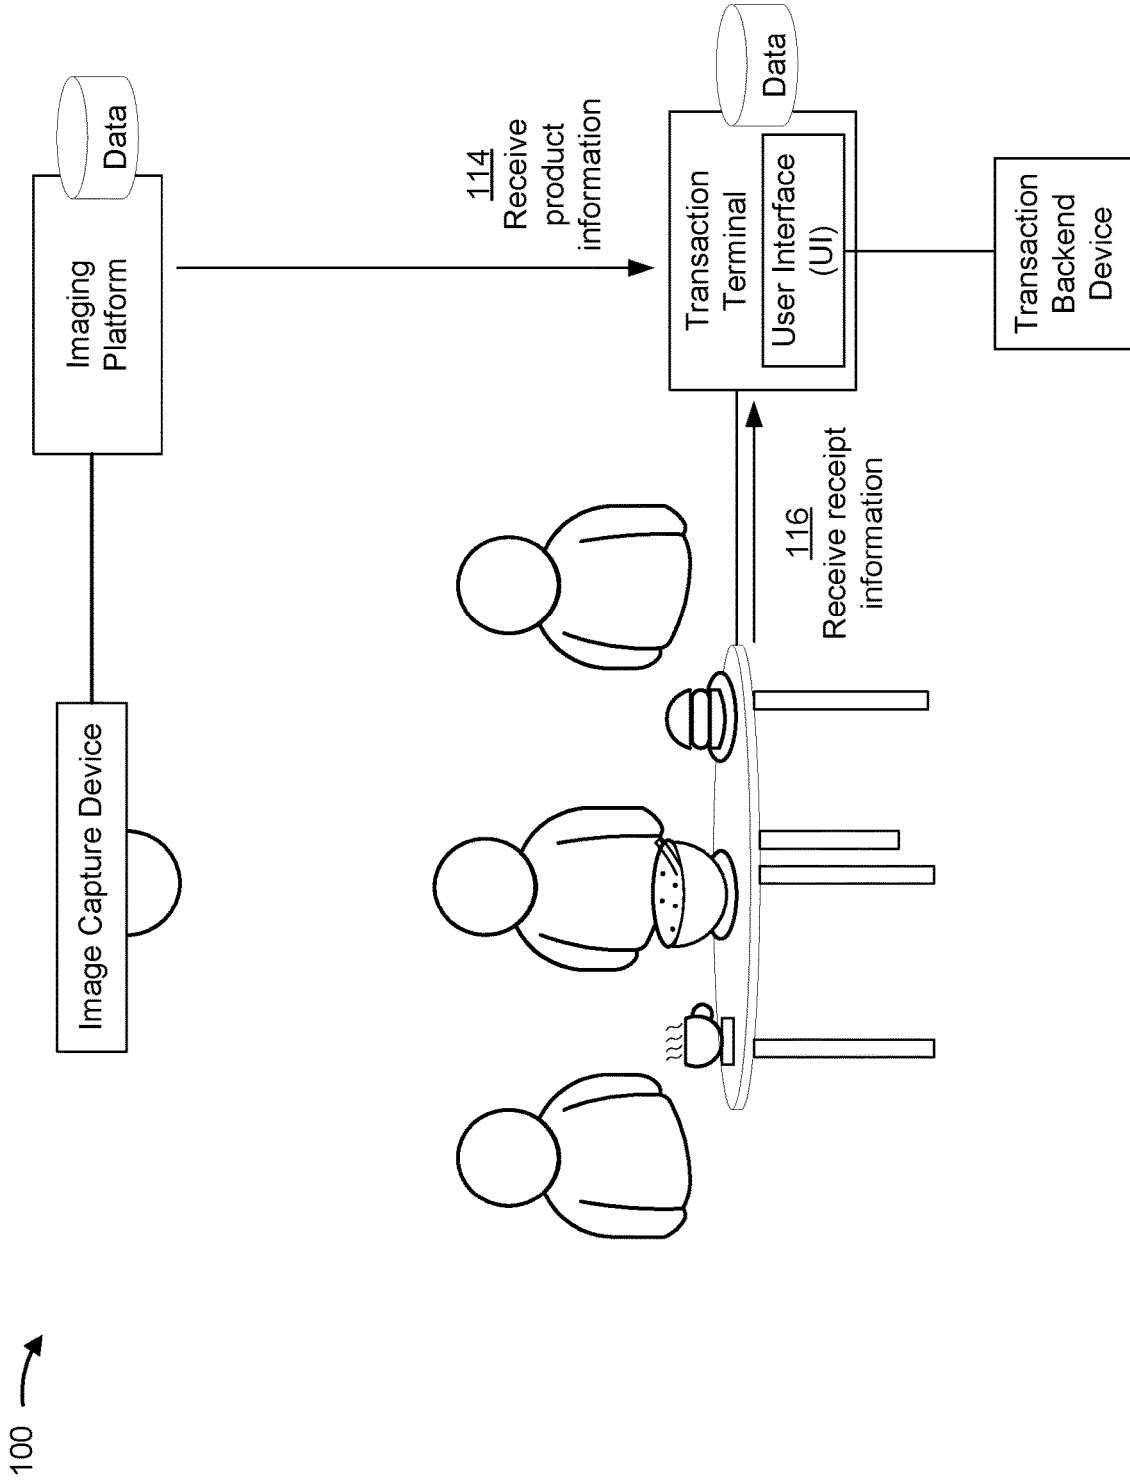 100
Image Capture Device
Imaging
Platform
Data
114
Receive
product
information
116
Receive receipt
information
Transaction
Terminal
User Interface
(UI)
Data
Transaction
Backend
Device